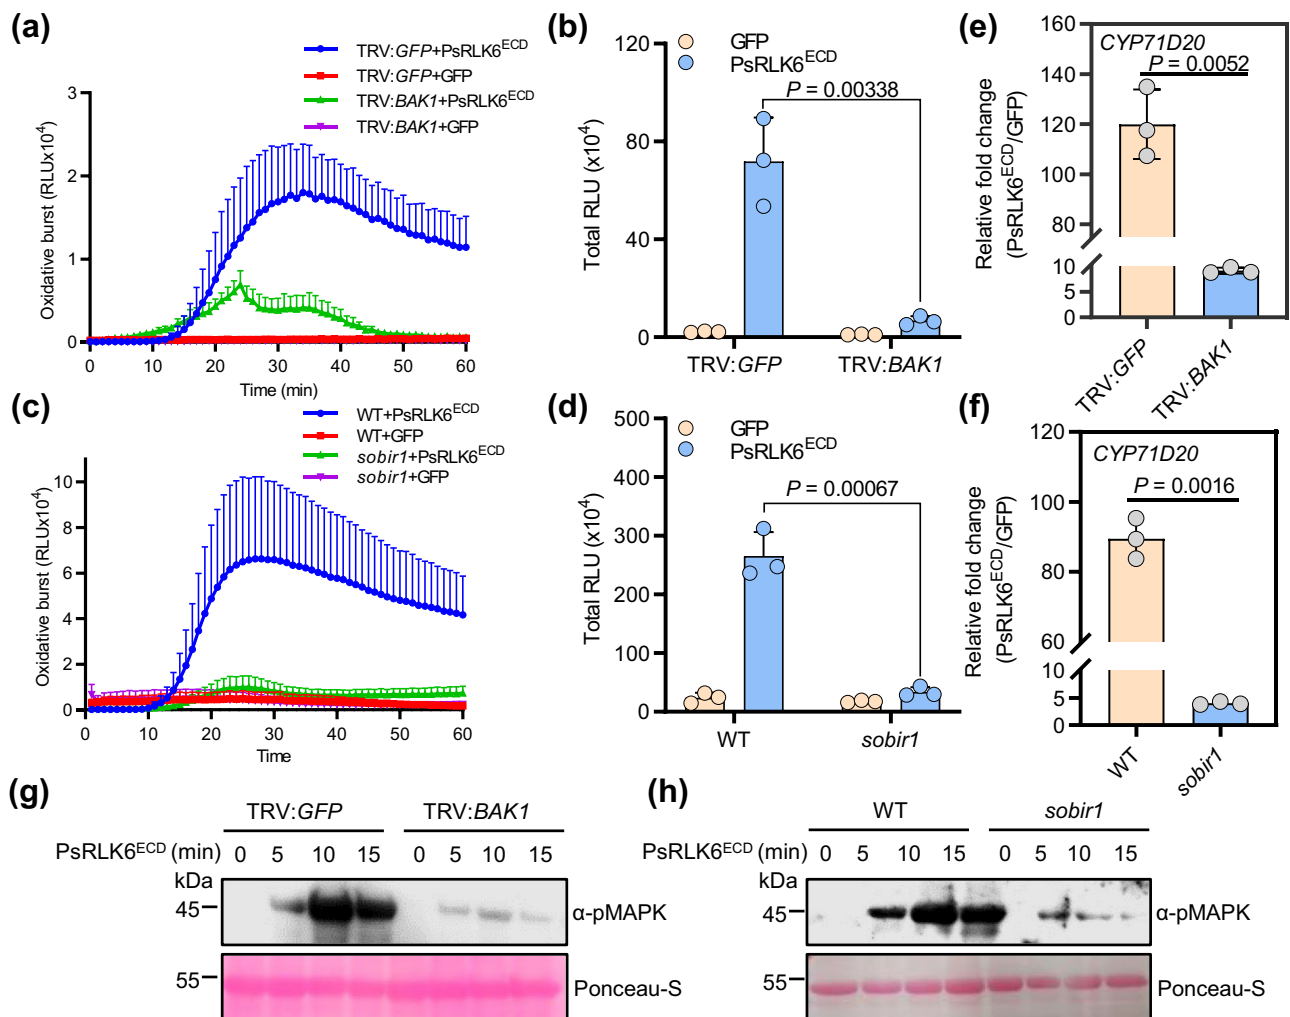 (a)
TRV:GFP+PsRLK6ECD
TRV:GFP+GFP
TRV:BAK1+PsRLK6ECD
TRV:BAK1+GFP
Oxidative burst (RLUx10⁴)
3
2
1
0
0 10 20 30 40 50 60
Time (min)
(b)
GFP
PsRLK6ECD
P = 0.00338
Total RLU (x10⁴)
120
80
40
0
TRV:GFP TRV:BAK1
(e)
CYP71D20
P = 0.0052
Relative fold change
(PsRLK6ECD/GFP)
160
140
120
100
80
10
5
0
TRV:GFP
TRV:BAK1
(c)
WT+PsRLK6ECD
WT+GFP
sobir1+PsRLK6ECD
sobir1+GFP
Oxidative burst (RLUx10⁴)
10
8
6
4
2
0
0 10 20 30 40 50 60
Time
(d)
GFP
PsRLK6ECD
P = 0.00067
Total RLU (x10⁴)
500
400
300
200
100
0
WT sobir1
(f)
CYP71D20
P = 0.0016
Relative fold change
(PsRLK6ECD/GFP)
120
100
80
60
10
5
0
WT
sobir1
(g)
TRV:GFP TRV:BAK1
PsRLK6ECD (min) 0 5 10 15 0 5 10 15
kDa
45 α-pMAPK
55 Ponceau-S
(h)
WT sobir1
PsRLK6ECD (min) 0 5 10 15 0 5 10 15
kDa
45 α-pMAPK
55 Ponceau-S